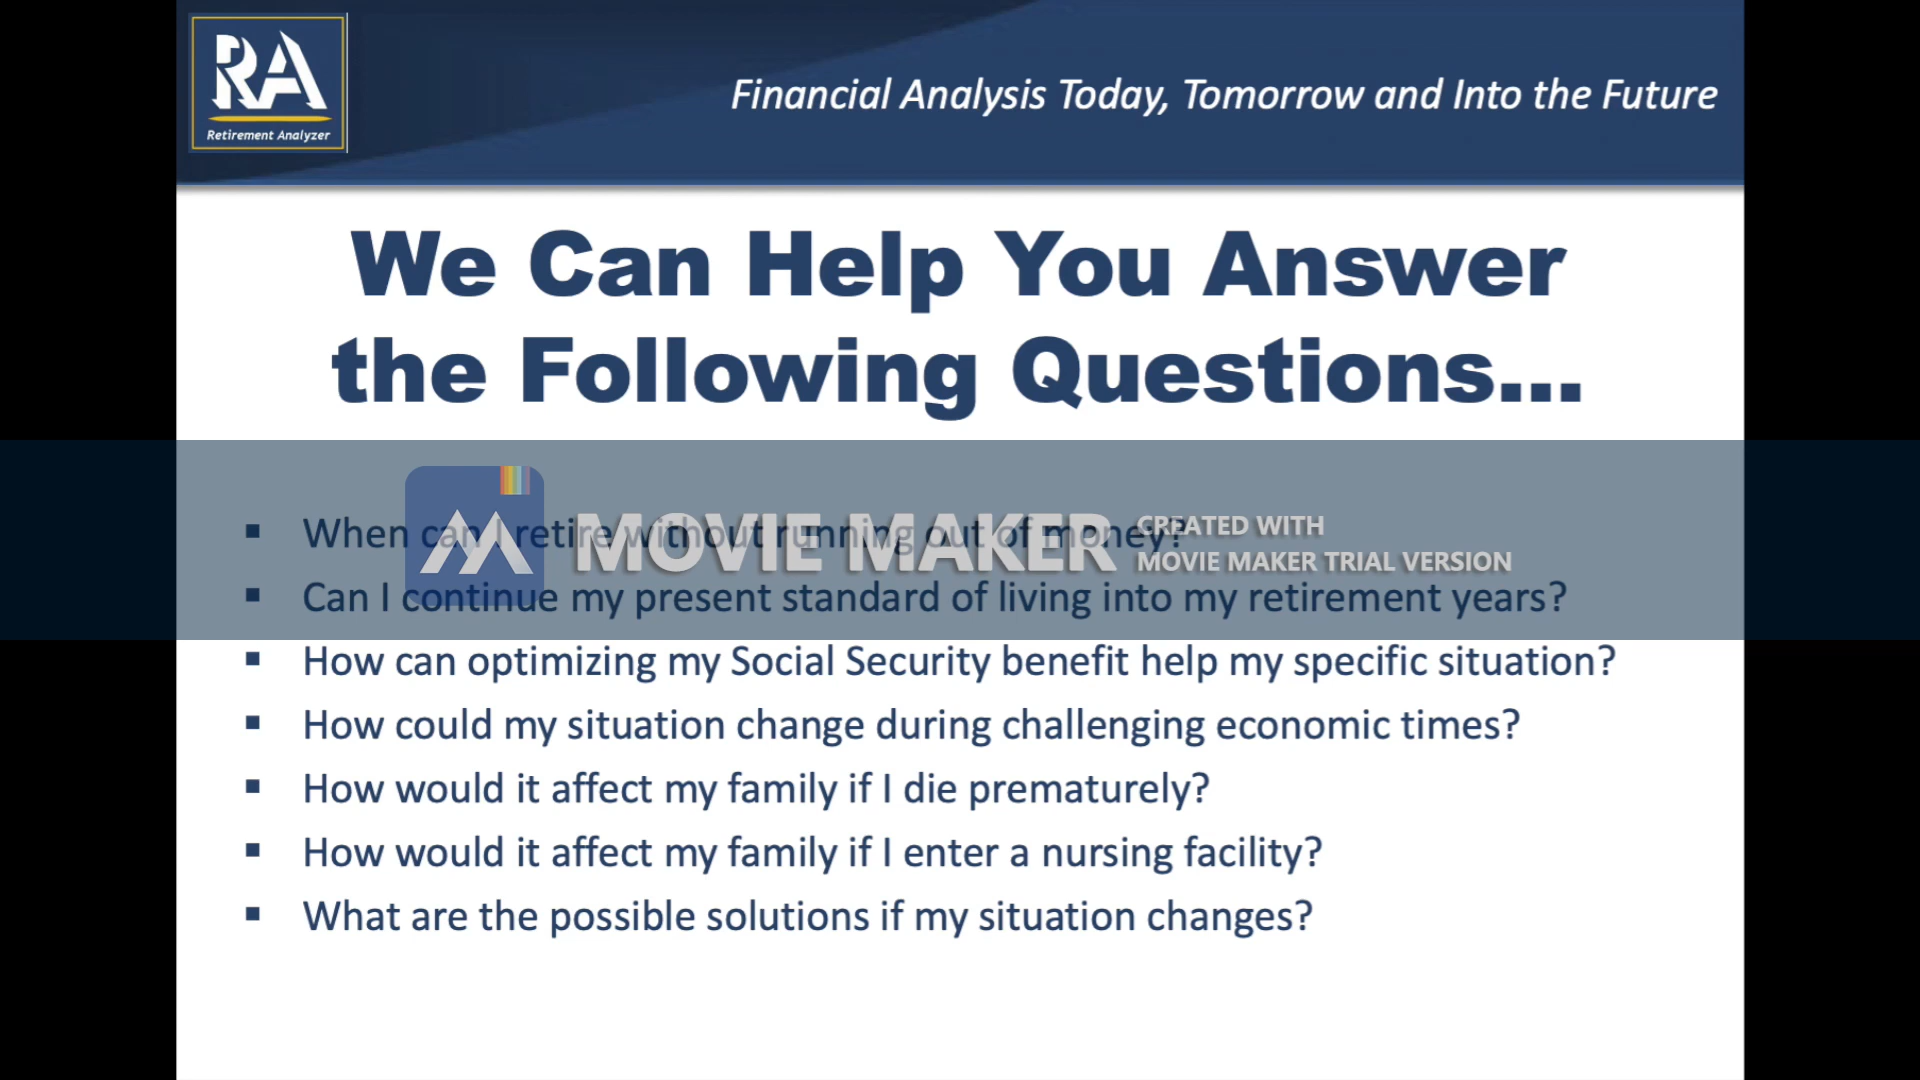 RA
Retirement Analyzer
Financial Analysis Today, Tomorrow and Into the Future
We Can Help You Answer
the Following Questions...
▪ When can I retire without running out of money?
MOVIE MAKER
CREATED WITH
MOVIE MAKER TRIAL VERSION
▪ Can I continue my present standard of living into my retirement years?
▪ How can optimizing my Social Security benefit help my specific situation?
▪ How could my situation change during challenging economic times?
▪ How would it affect my family if I die prematurely?
▪ How would it affect my family if I enter a nursing facility?
▪ What are the possible solutions if my situation changes?